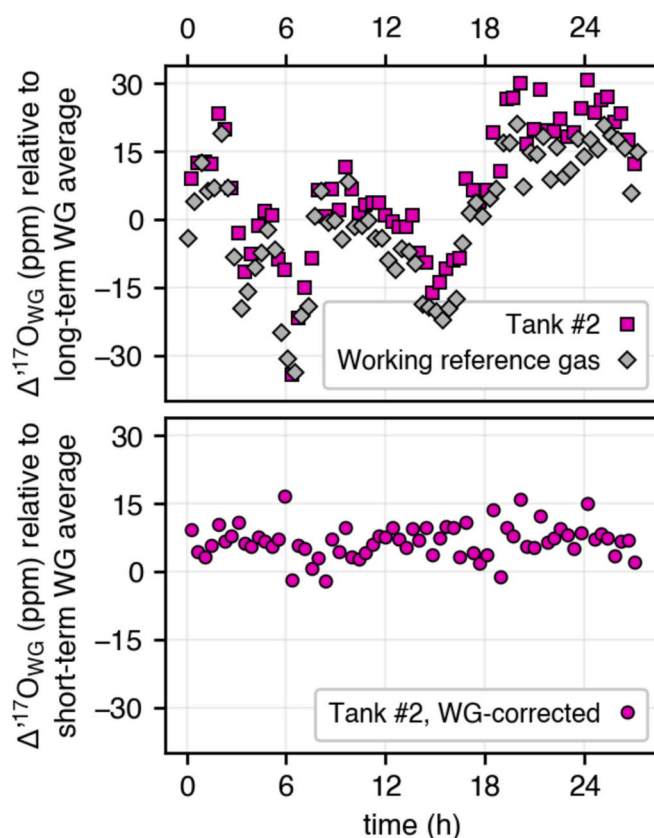 0 6 12 18 24
Δ′¹⁷O_WG (ppm) relative to
long-term WG average
30
15
0
−15
−30
Tank #2
Working reference gas
Δ′¹⁷O_WG (ppm) relative to
short-term WG average
30
15
0
−15
−30
Tank #2, WG-corrected
0 6 12 18 24
time (h)